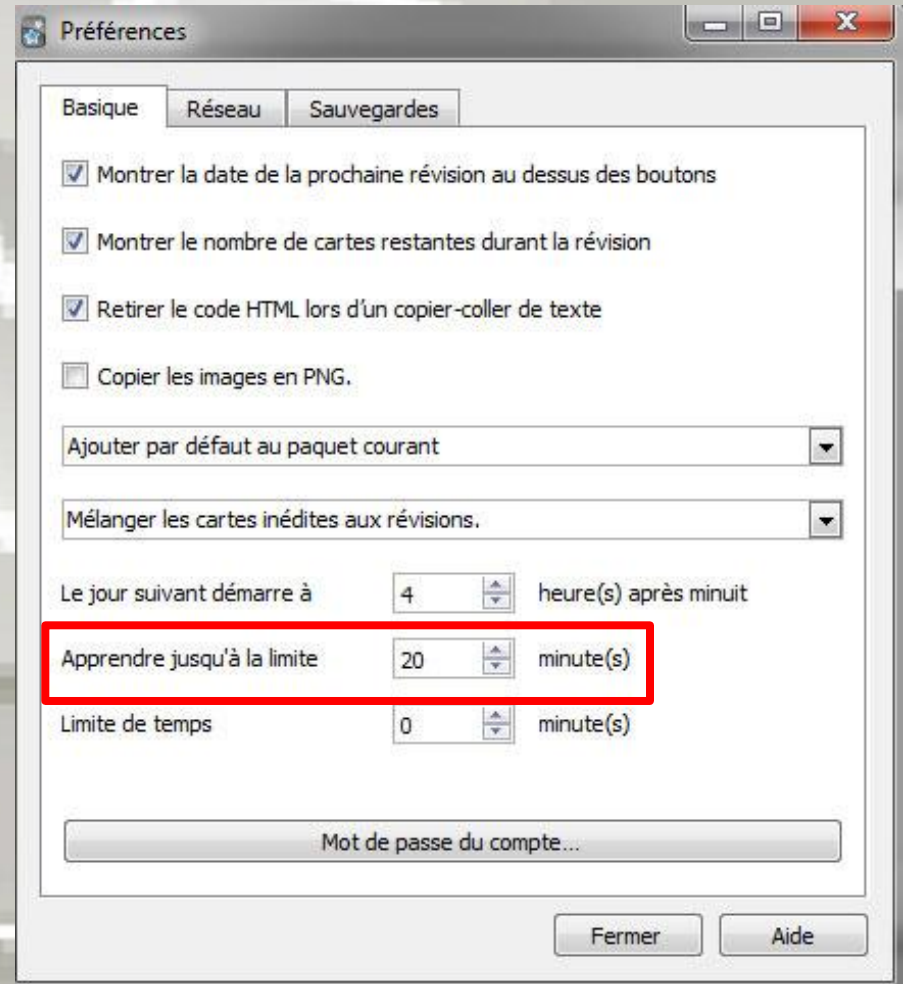 Préférences
Basique Réseau Sauvegardes
Montrer la date de la prochaine révision au dessus des boutons
Montrer le nombre de cartes restantes durant la révision
Retirer le code HTML lors d'un copier-coller de texte
Copier les images en PNG.
Ajouter par défaut au paquet courant
Mélanger les cartes inédites aux révisions.
Le jour suivant démarre à 4 heure(s) après minuit
Apprendre jusqu'à la limite 20 minute(s)
Limite de temps 0 minute(s)
Mot de passe du compte...
Fermer Aide